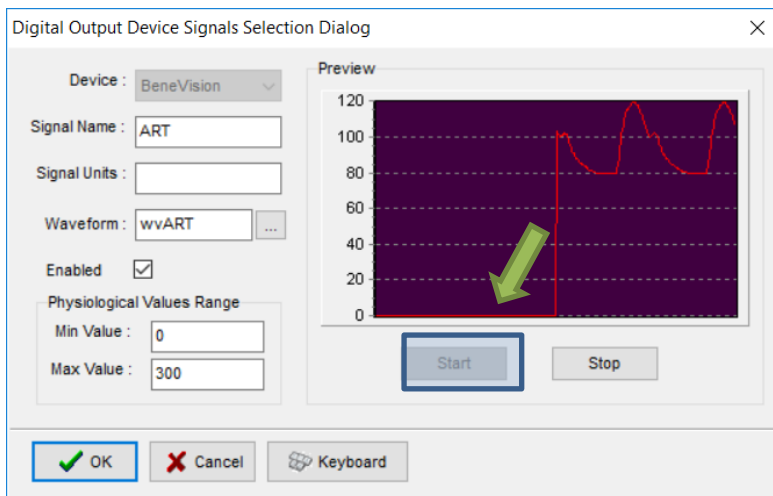 Digital Output Device Signals Selection Dialog
Device : BeneVision
Signal Name : ART
Signal Units :
Waveform : wvART ...
Enabled
Physiological Values Range
Min Value : 0
Max Value : 300
Preview
120
100
80
60
40
20
0
Start Stop
OK Cancel Keyboard